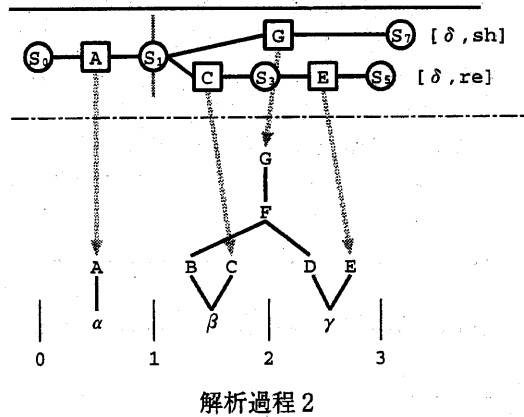 G S₇ [δ,sh]
S₀ A S₁
C S₃ E S₅ [δ,re]
G
F
A B C D E
α β γ
0 1 2 3
解析過程2